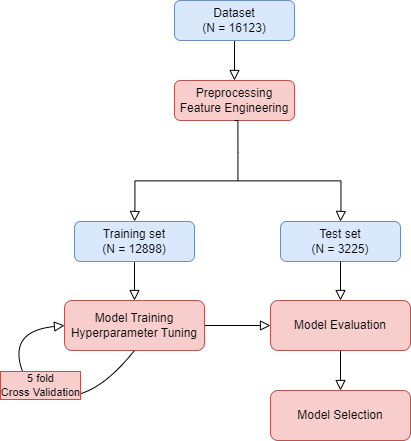 Dataset
(N = 16123)
Preprocessing
Feature Engineering
Training set
(N = 12898)
Test set
(N = 3225)
Model Training
Hyperparameter Tuning
Model Evaluation
5 fold
Cross Validation
Model Selection